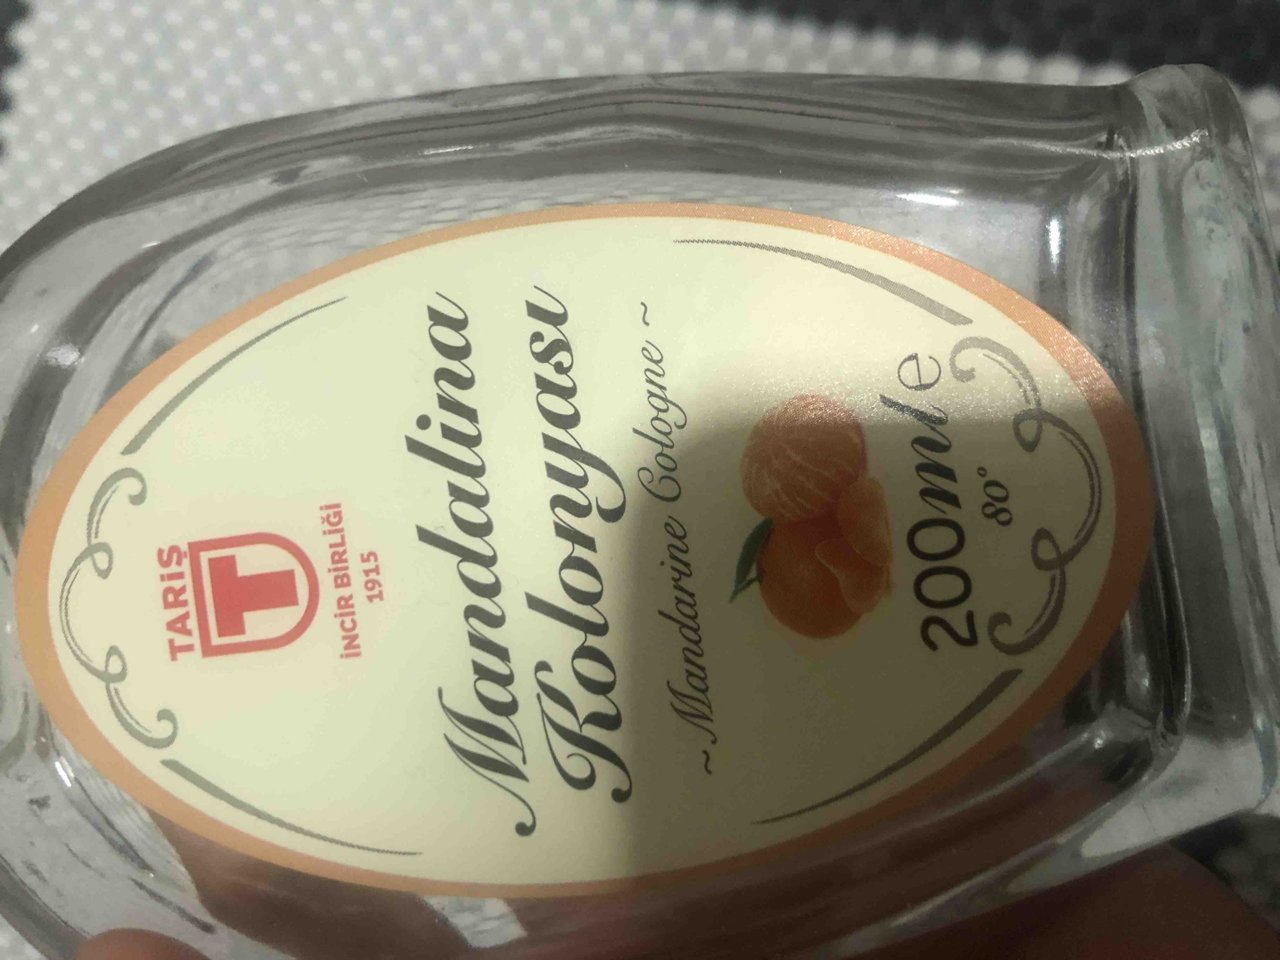 TARİŞ
T
İNCİR BİRLİĞİ
1915
Mandalina
Kolonyası
~Mandarine Cologne ~
200ml e
80°